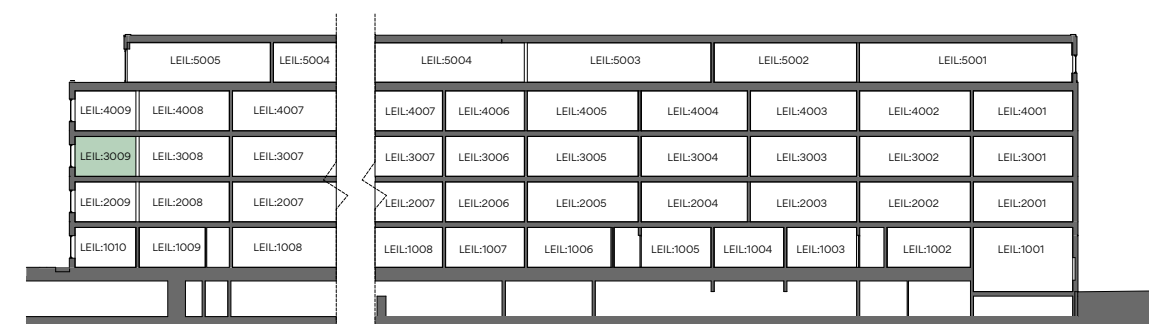 LEIL:5005 LEIL:5004 LEIL:5004 LEIL:5003 LEIL:5002 LEIL:5001
LEIL:4009 LEIL:4008 LEIL:4007 LEIL:4007 LEIL:4006 LEIL:4005 LEIL:4004 LEIL:4003 LEIL:4002 LEIL:4001
LEIL:3009 LEIL:3008 LEIL:3007 LEIL:3007 LEIL:3006 LEIL:3005 LEIL:3004 LEIL:3003 LEIL:3002 LEIL:3001
LEIL:2009 LEIL:2008 LEIL:2007 LEIL:2007 LEIL:2006 LEIL:2005 LEIL:2004 LEIL:2003 LEIL:2002 LEIL:2001
LEIL:1010 LEIL:1009 LEIL:1008 LEIL:1008 LEIL:1007 LEIL:1006 LEIL:1005 LEIL:1004 LEIL:1003 LEIL:1002 LEIL:1001